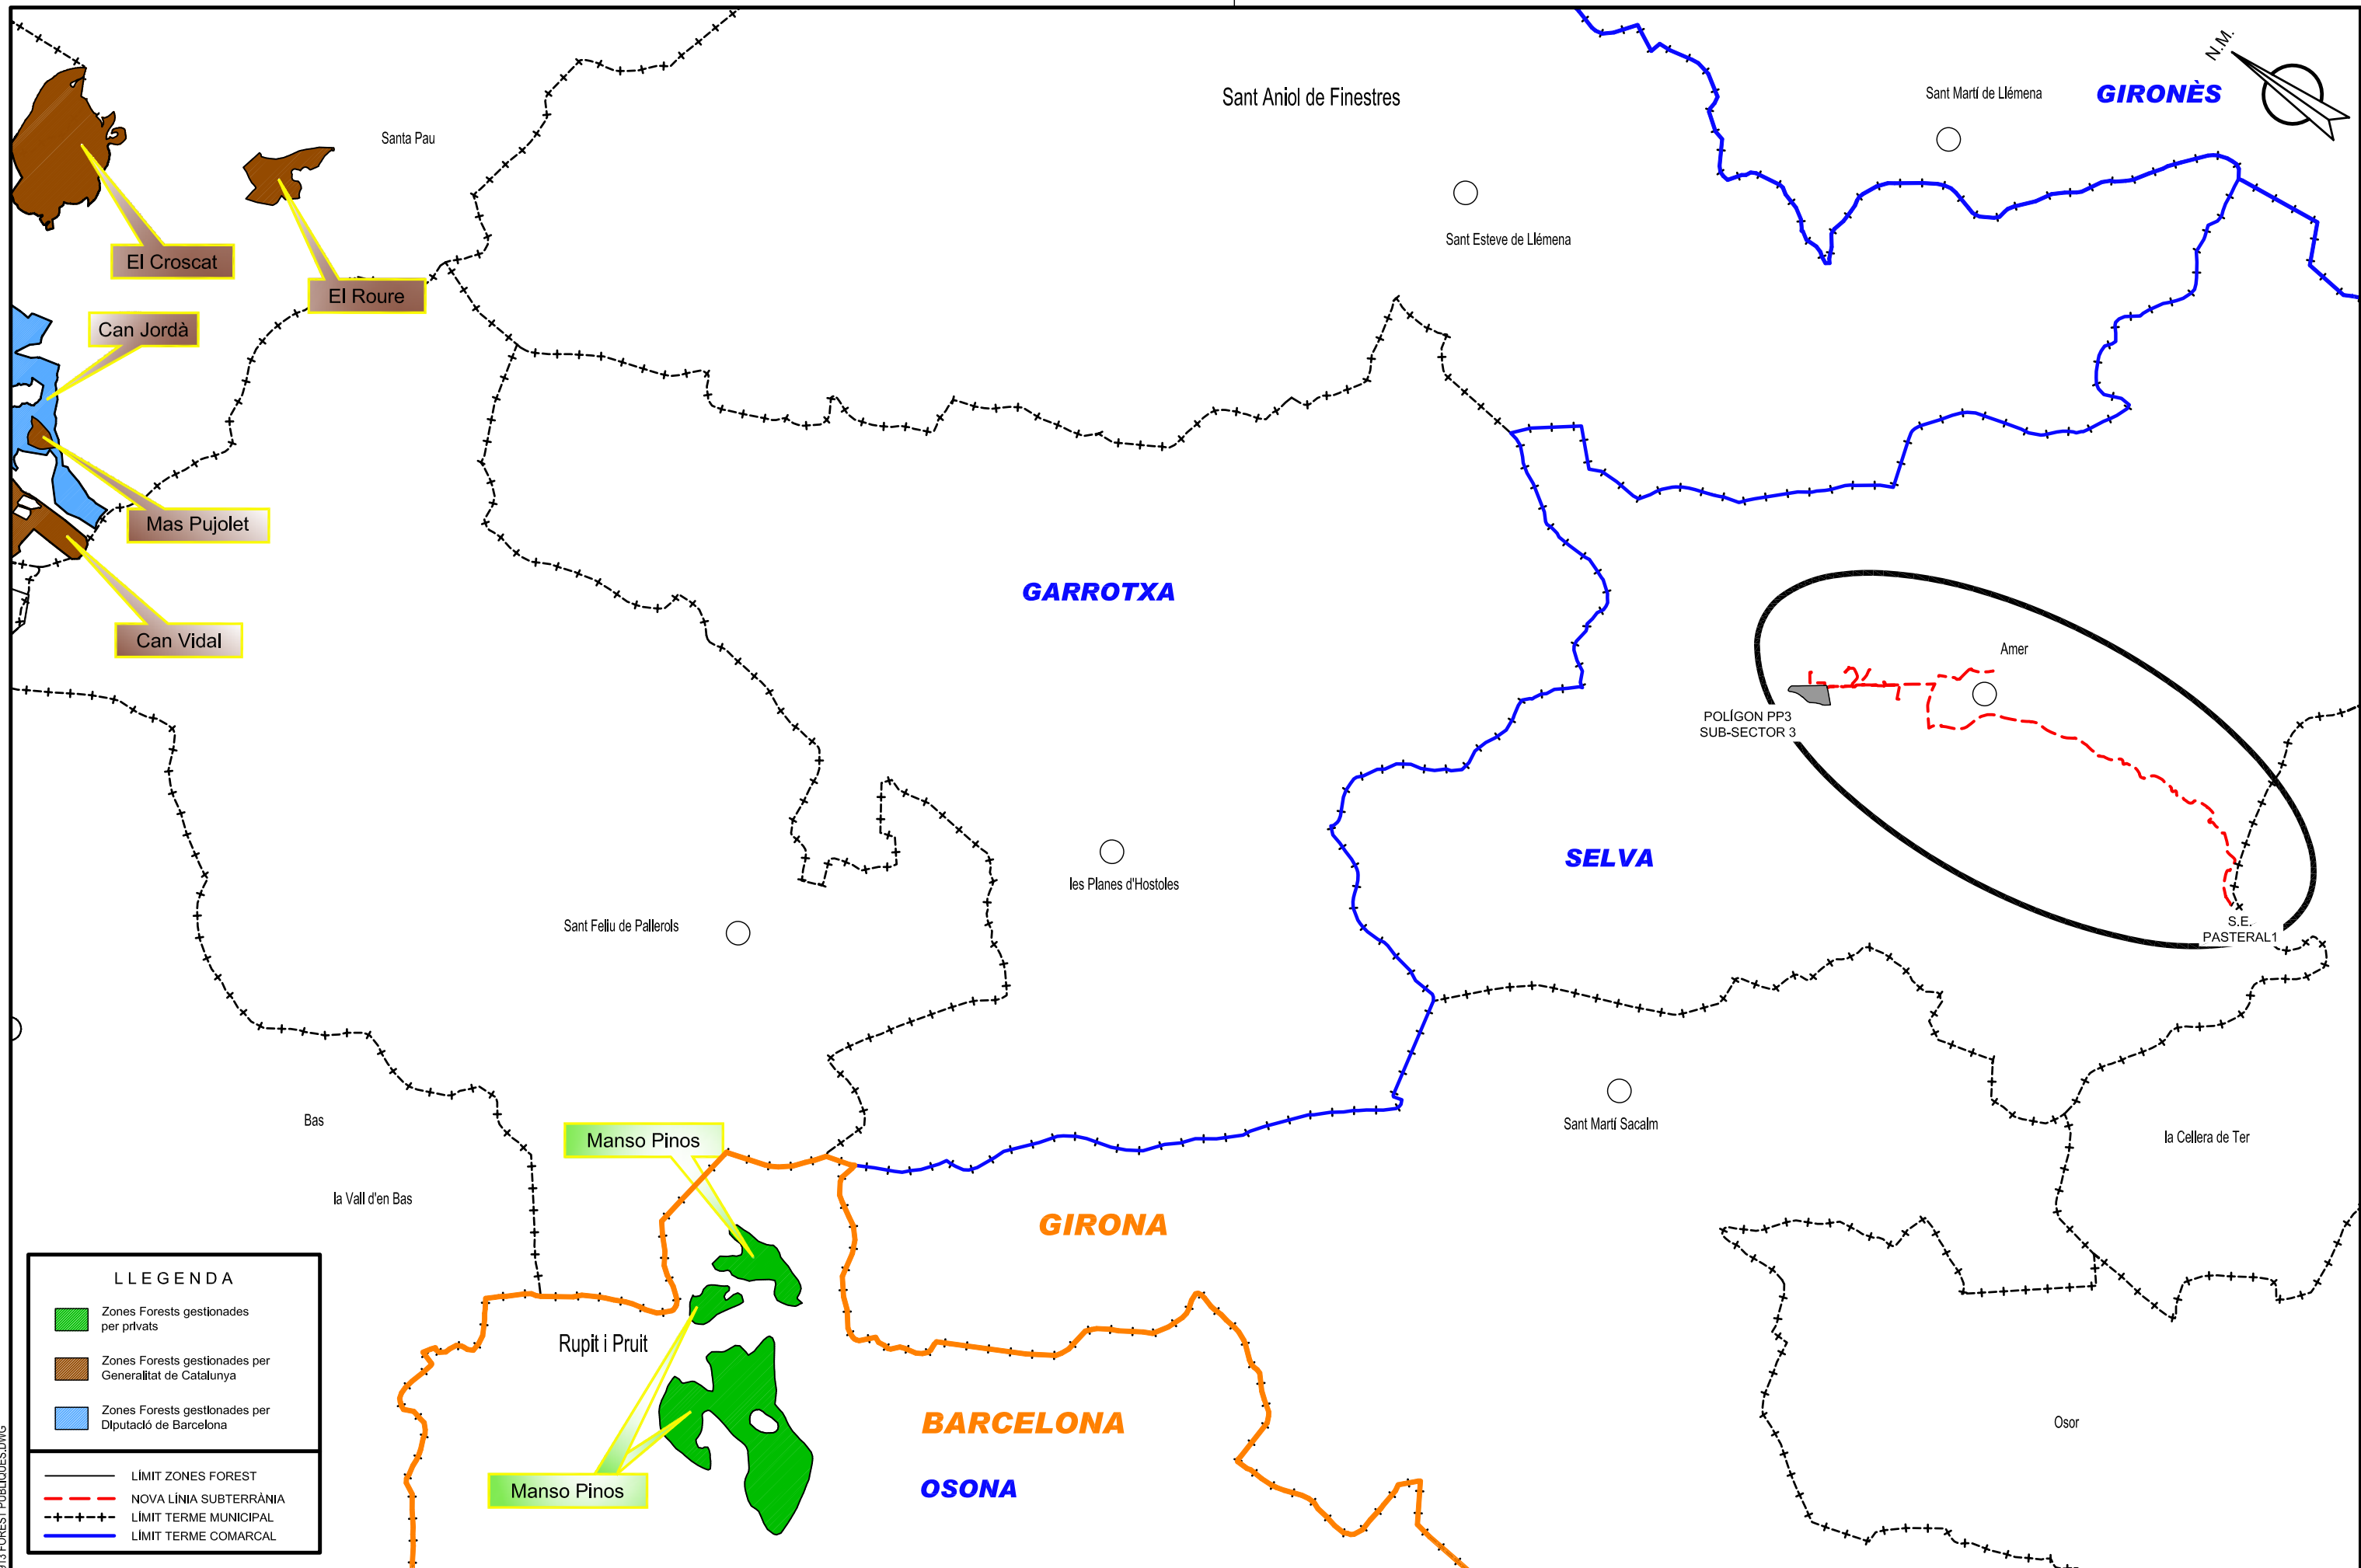 N.M.
GIRONÈS
Sant Martí de Llémena
Sant Aniol de Finestres
Santa Pau
Sant Esteve de Llémena
El Croscat
El Roure
Can Jordà
Mas Pujolet
Can Vidal
GARROTXA
Amer
POLÍGON PP3
SUB-SECTOR 3
SELVA
les Planes d'Hostoles
Sant Feliu de Pallerols
S.E.
PASTERAL1
Bas
Manso Pinos
Sant Martí Sacalm
la Cellera de Ter
la Vall d'en Bas
GIRONA
Rupit i Pruit
BARCELONA
Osor
OSONA
Manso Pinos
LLEGENDA
Zones Forests gestionades
per privats
Zones Forests gestionades per
Generalitat de Catalunya
Zones Forests gestionades per
Diputació de Barcelona
LÍMIT ZONES FOREST
NOVA LÍNIA SUBTERRÀNIA
LÍMIT TERME MUNICIPAL
LÍMIT TERME COMARCAL
FOREST PUBLIQUES.DWG